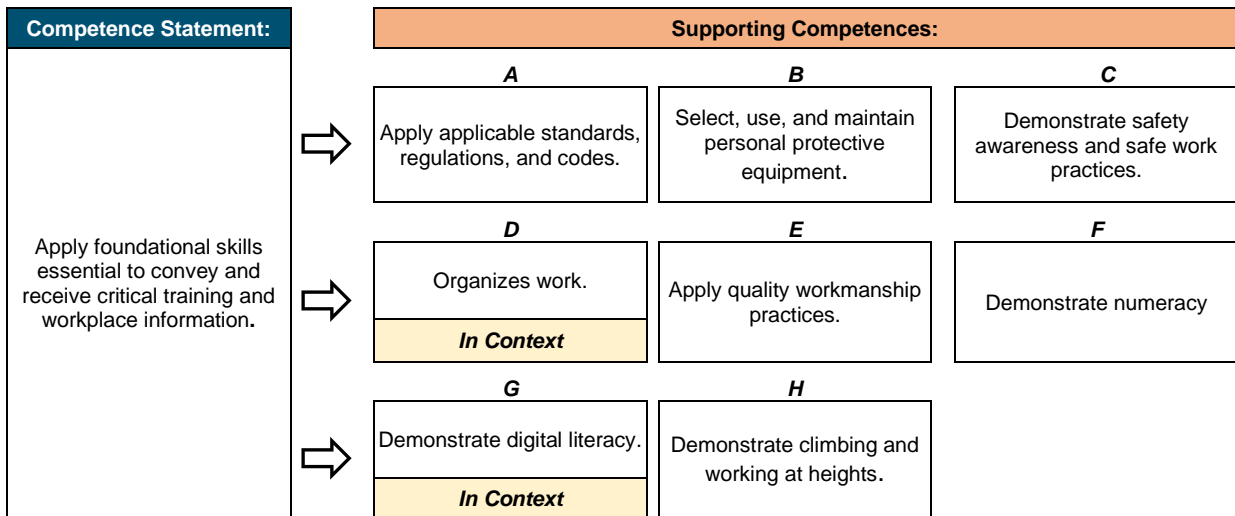 Competence Statement:
Supporting Competences:
Apply foundational skills
essential to convey and
receive critical training and
workplace information.
A
Apply applicable standards,
regulations, and codes.
B
Select, use, and maintain
personal protective
equipment.
C
Demonstrate safety
awareness and safe work
practices.
D
Organizes work.
In Context
E
Apply quality workmanship
practices.
F
Demonstrate numeracy
G
Demonstrate digital literacy.
In Context
H
Demonstrate climbing and
working at heights.